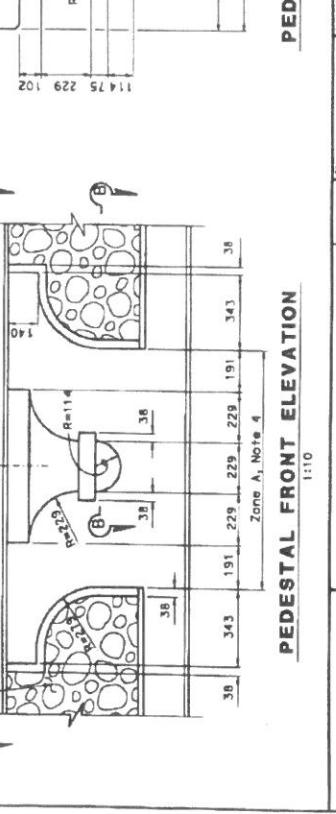 102 229 75 114
PED
B
140
R=114
R=229
B
38
38
R=219
38
38 343 191 229 229 229 191 343 38
Zone A, Note 4
PEDESTAL FRONT ELEVATION
1:10